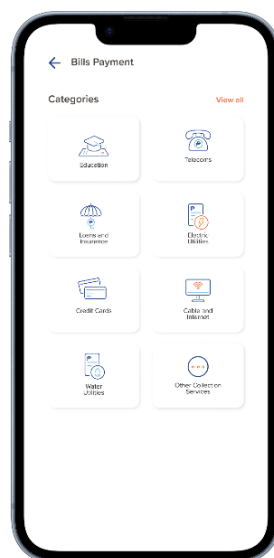 Bills Payment
Categories
View all
Education
Telecoms
Loans and
Insurance
Electric
Utilities
Credit Cards
Cable and
Internet
Water
Utilities
Other Collection
Services